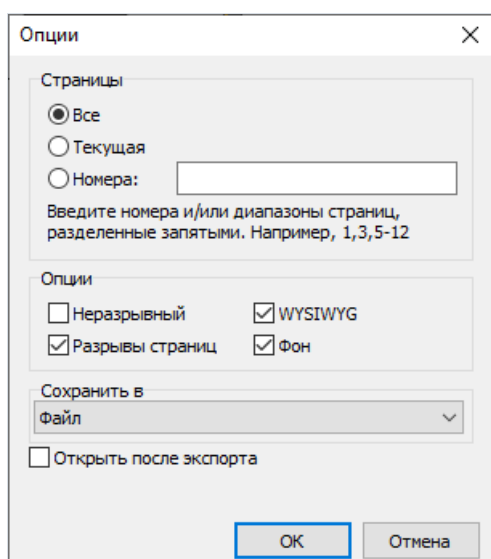 Опции
Страницы
Все
Текущая
Номера:
Введите номера и/или диапазоны страниц,
разделенные запятыми. Например, 1,3,5-12
Опции
Неразрывный WYSIWYG
Разрывы страниц Фон
Сохранить в
Файл
Открыть после экспорта
OK Отмена